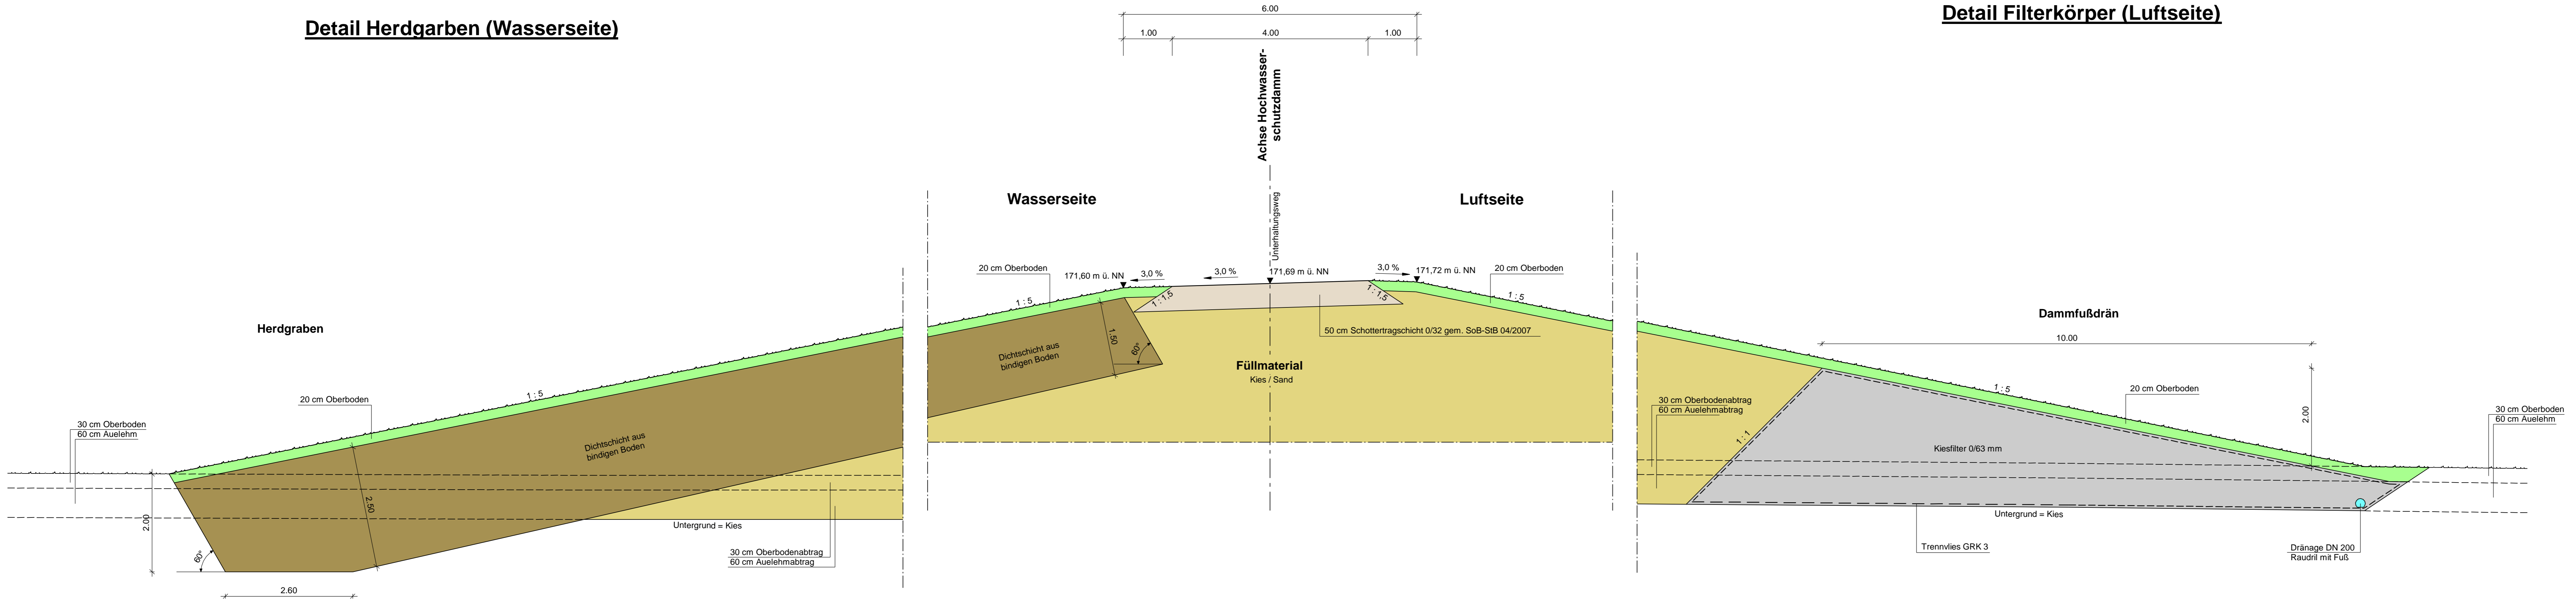 Detail Herdgarben (Wasserseite)
Herdgraben
1 : 5
20 cm Oberboden
30 cm Oberboden
60 cm Auelehm
Dichtschicht aus
bindigen Boden
2.50
2.00
60°
2.60
Untergrund = Kies
30 cm Oberbodenabtrag
60 cm Auelehmabtrag
6.00
1.00
4.00
1.00
Achse Hochwasser-
schutzdamm
Unterhaltungsweg
Wasserseite
Luftseite
20 cm Oberboden
171,60 m ü. NN
3,0 %
3,0 %
171,69 m ü. NN
3,0 %
171,72 m ü. NN
20 cm Oberboden
1 : 5
1 : 1,5
1 : 1,5
1 : 5
50 cm Schottertragschicht 0/32 gem. SoB-StB 04/2007
1.50
60°
Dichtschicht aus
bindigen Boden
Füllmaterial
Kies / Sand
Detail Filterkörper (Luftseite)
Dammfußdrän
10.00
1 : 5
20 cm Oberboden
2.00
30 cm Oberbodenabtrag
60 cm Auelehmabtrag
30 cm Oberboden
60 cm Auelehm
1 : 1
Kiesfilter 0/63 mm
Untergrund = Kies
Trennvlies GRK 3
Dränage DN 200
Raudril mit Fuß